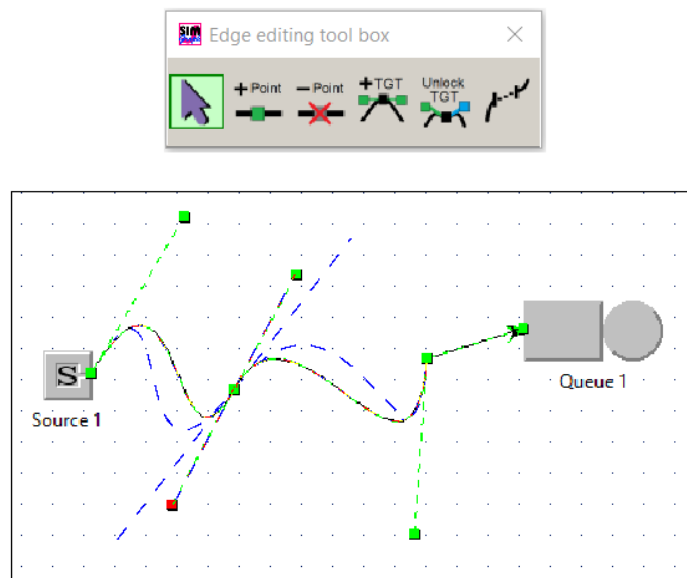 SIM
Edge editing tool box
+ Point
− Point
+TGT
Unlock
TGT
S
Source 1
Queue 1